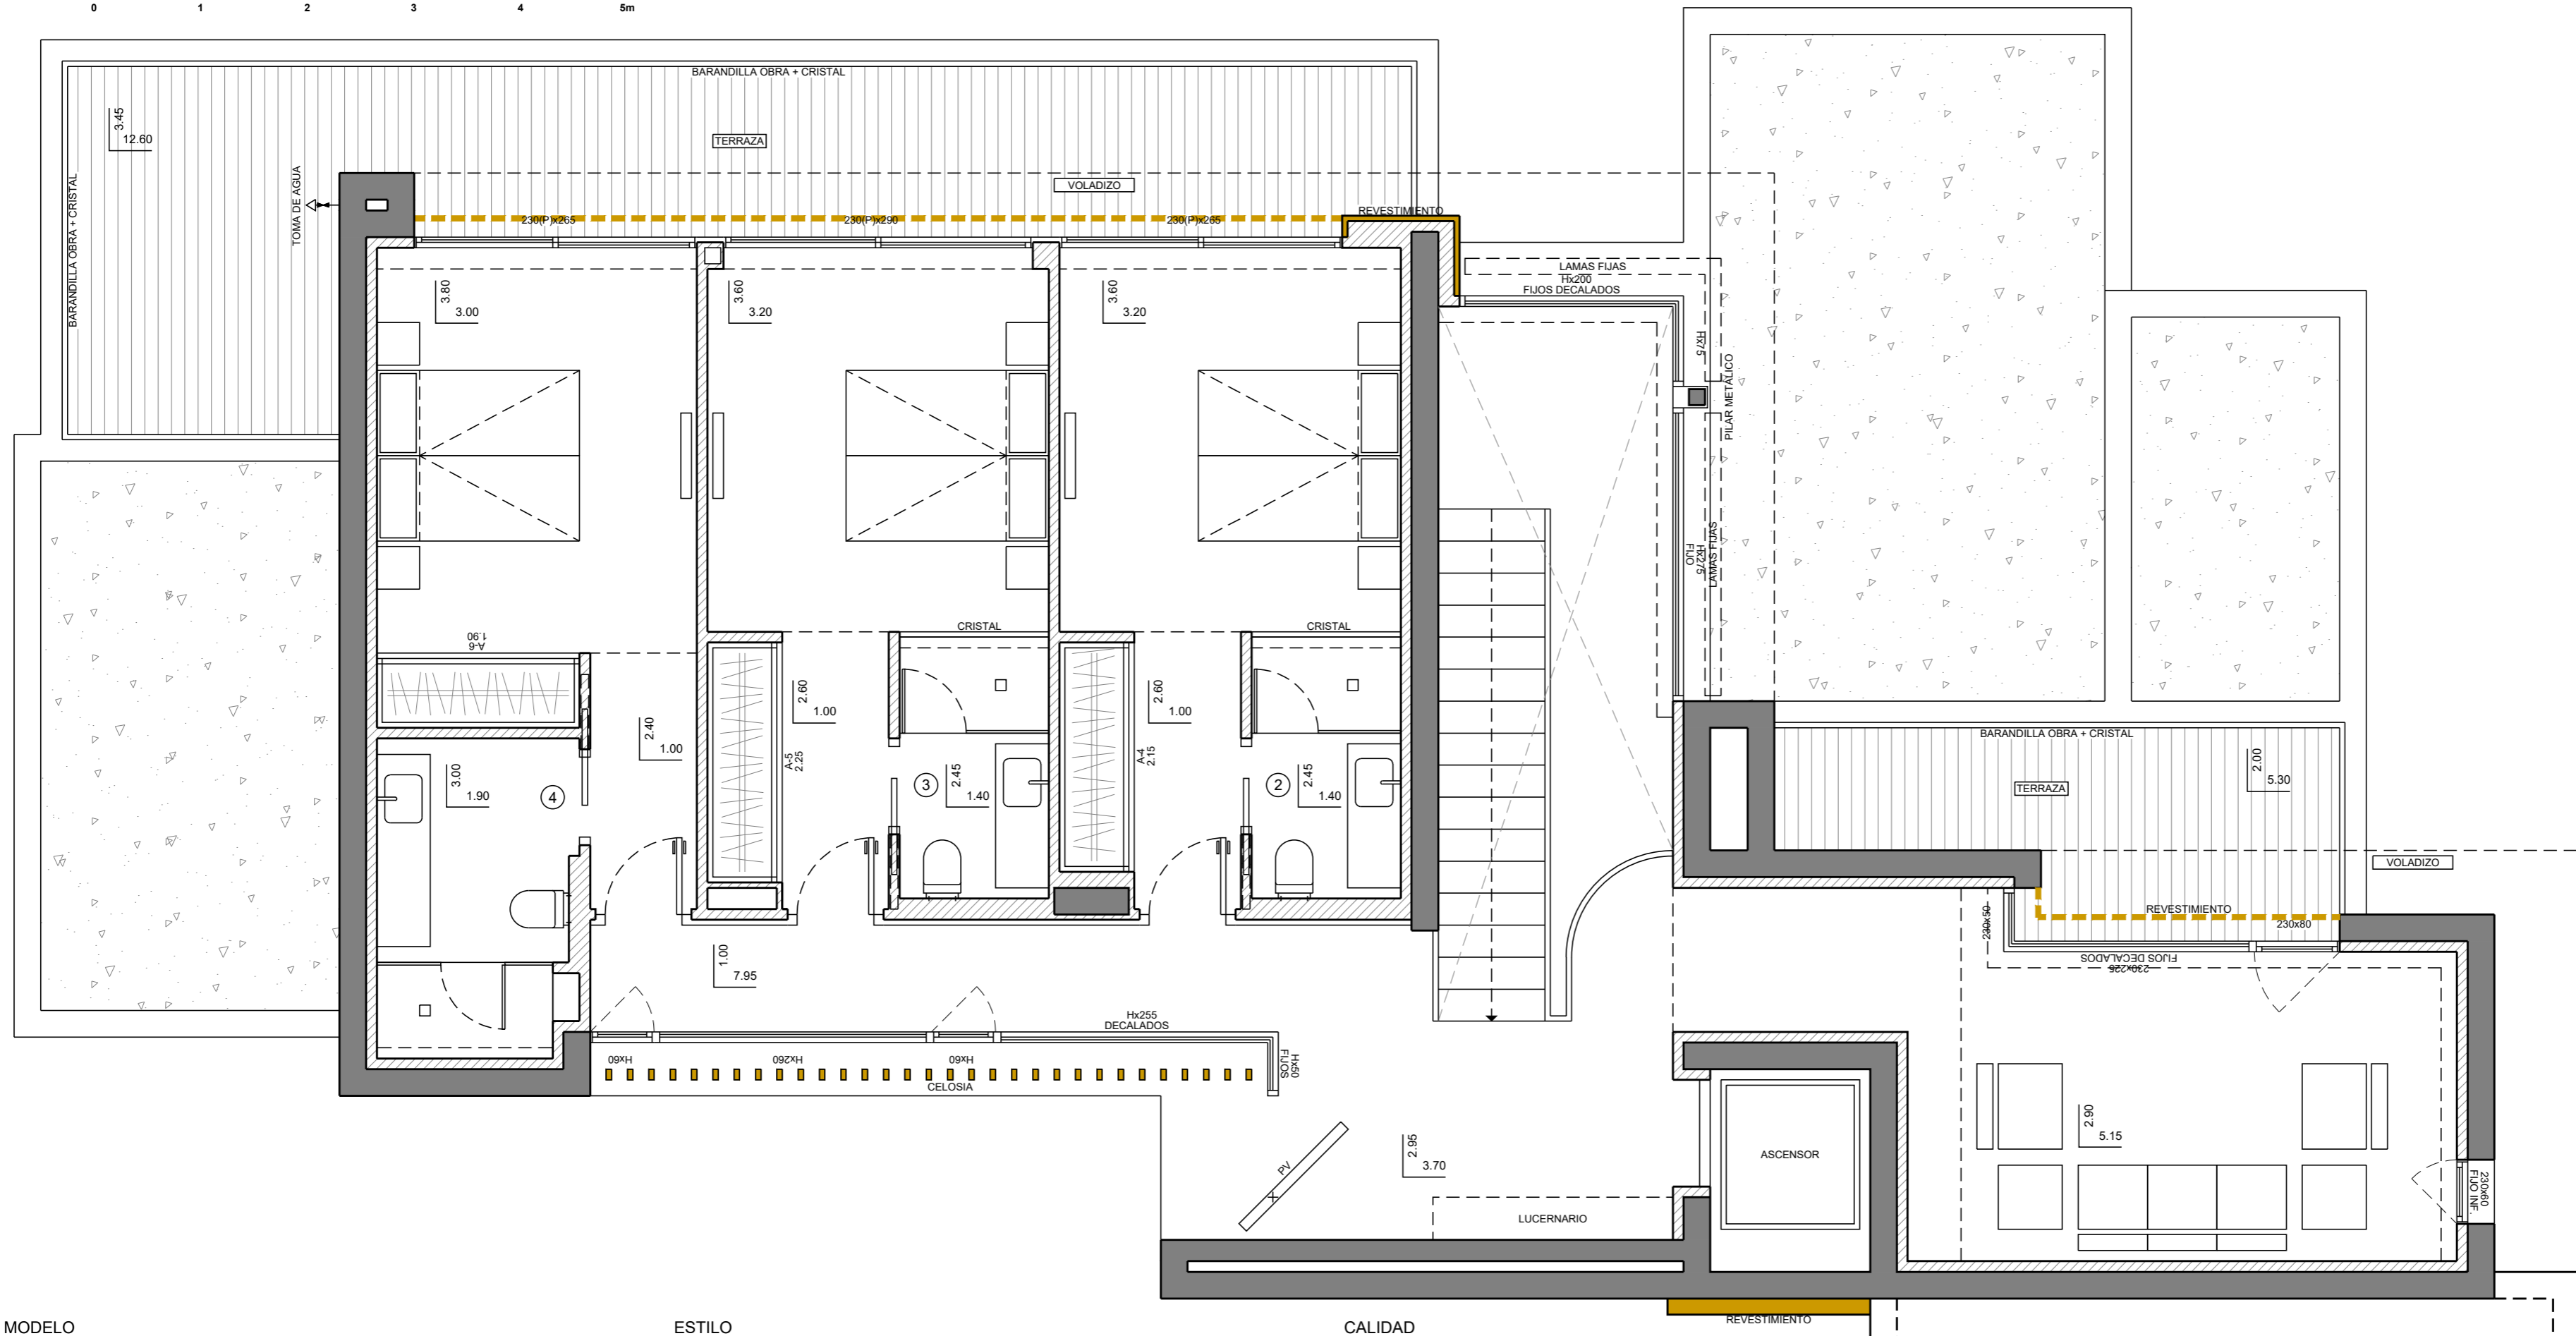 0 1 2 3 4 5m
BARANDILLA OBRA + CRISTAL
3.45
12.60
TERRAZA
TOMA DE AGUA
BARANDILLA OBRA + CRISTAL
VOLADIZO
230(P)x265
230(P)x290
230(P)x265
REVESTIMIENTO
LAMAS FIJAS
Hx200
FIJOS DECALADOS
3.80
3.00
3.60
3.20
3.60
3.20
Hx75
PILAR METÁLICO
Hx275
FIJO
LAMAS FIJAS
CRISTAL
CRISTAL
A-6
1.90
2.40
1.00
2.60
1.00
2.60
1.00
A-5
2.25
A-4
2.15
3.00
1.90
4
3
2.45
1.40
2
2.45
1.40
BARANDILLA OBRA + CRISTAL
2.00
5.30
TERRAZA
VOLADIZO
REVESTIMIENTO
230x50
230x80
FIJOS DECALADOS
230x225
1.00
7.95
Hx255
DECALADOS
Hx60
Hx260
Hx60
Hx50
FIJOS
CELOSIA
PV
2.95
3.70
ASCENSOR
2.90
5.15
230x60
FIJO INF.
LUCERNARIO
REVESTIMIENTO
MODELO
ESTILO
CALIDAD